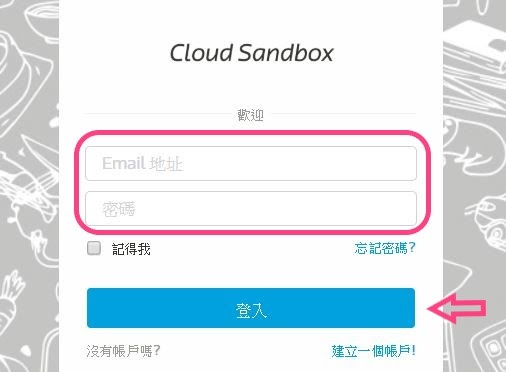 Cloud Sandbox
歡迎
Email 地址
密碼
記得我 忘記密碼?
登入
沒有帳戶嗎? 建立一個帳戶!